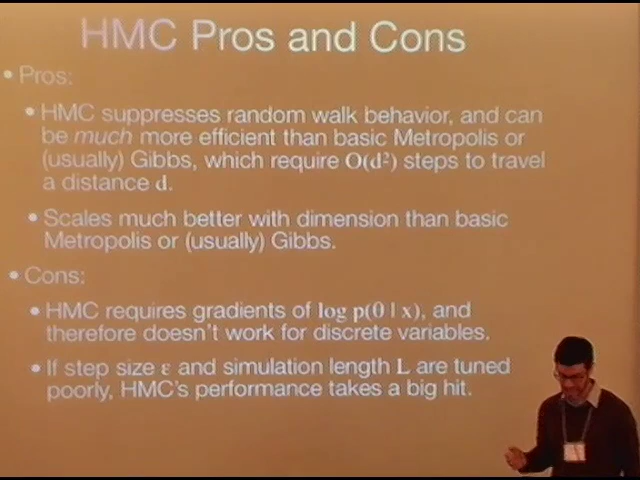 HMC Pros and Cons
• Pros:
• HMC suppresses random walk behavior, and can
be much more efficient than basic Metropolis or
(usually) Gibbs, which require O(d²) steps to travel
a distance d.
• Scales much better with dimension than basic
Metropolis or (usually) Gibbs.
• Cons:
• HMC requires gradients of log p(θ | x), and
therefore doesn't work for discrete variables.
• If step size ε and simulation length L are tuned
poorly, HMC's performance takes a big hit.